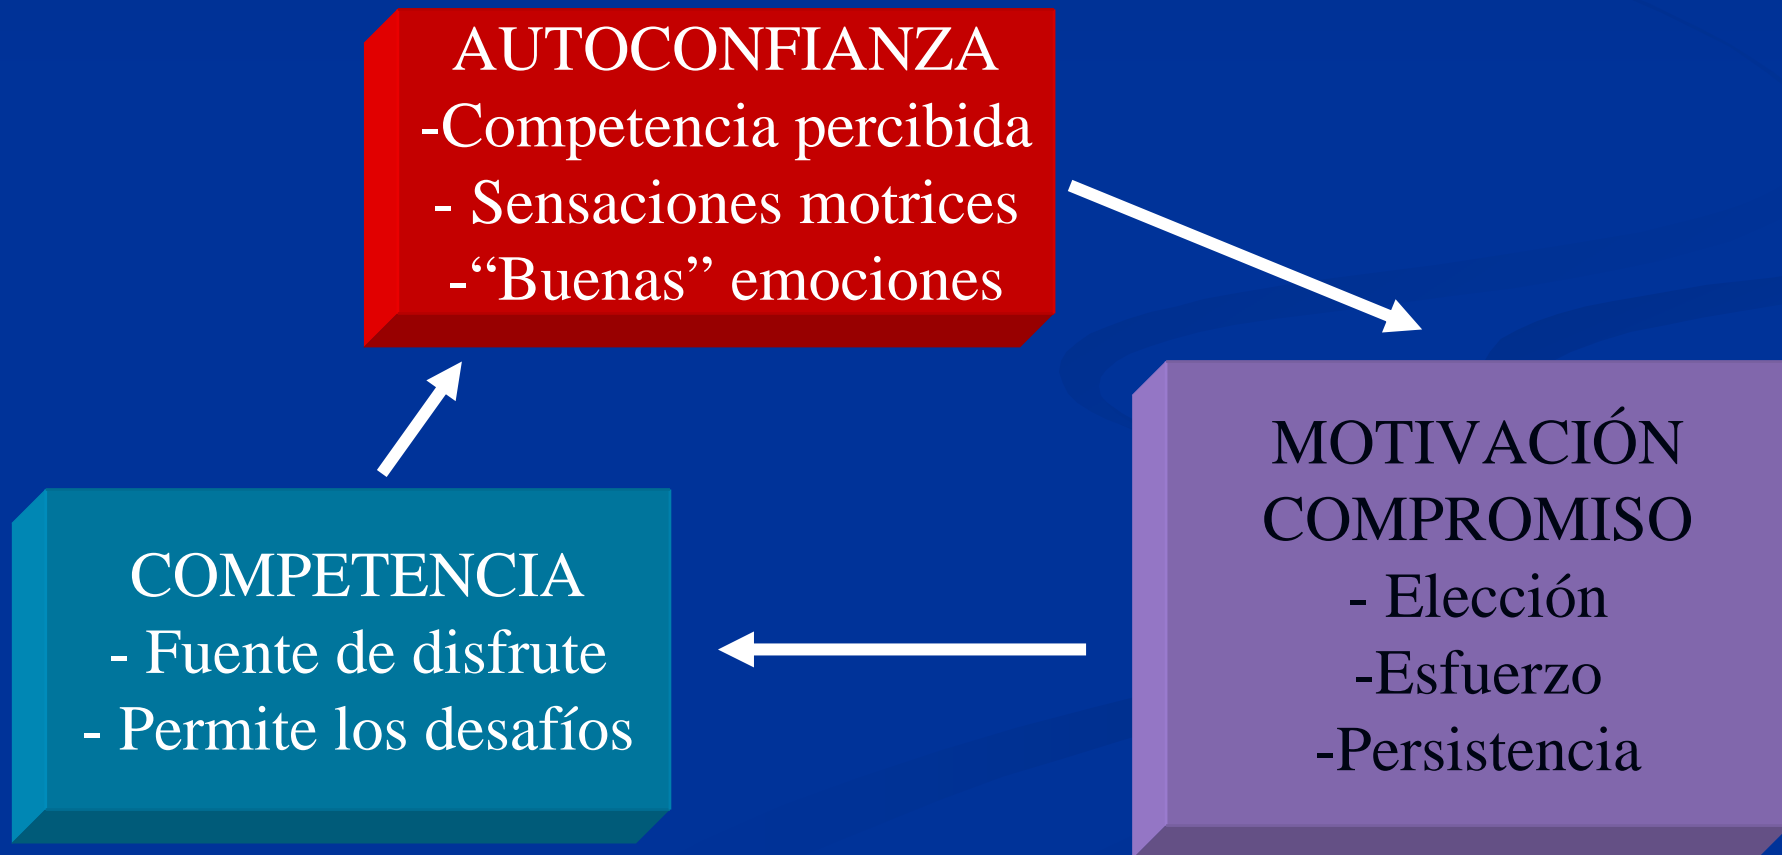 AUTOCONFIANZA
-Competencia percibida
- Sensaciones motrices
-“Buenas” emociones
MOTIVACIÓN
COMPROMISO
- Elección
-Esfuerzo
-Persistencia
COMPETENCIA
- Fuente de disfrute
- Permite los desafíos